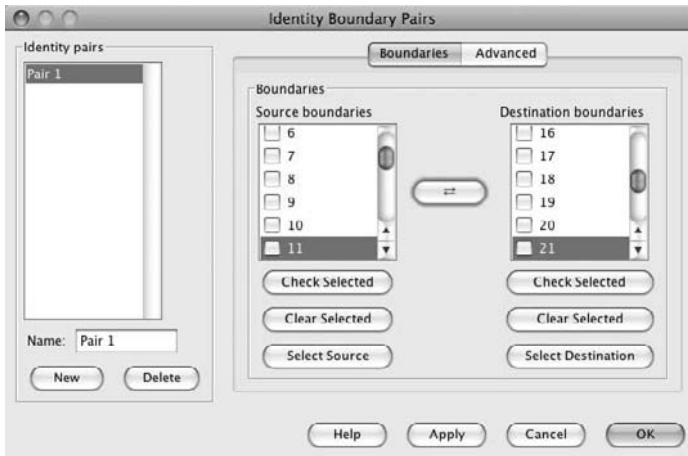 Identity Boundary Pairs
Identity pairs
Pair 1
Name: Pair 1
New Delete
Boundaries Advanced
Boundaries
Source boundaries
6
7
8
9
10
11
Check Selected
Clear Selected
Select Source
⇄
Destination boundaries
16
17
18
19
20
21
Check Selected
Clear Selected
Select Destination
Help Apply Cancel OK